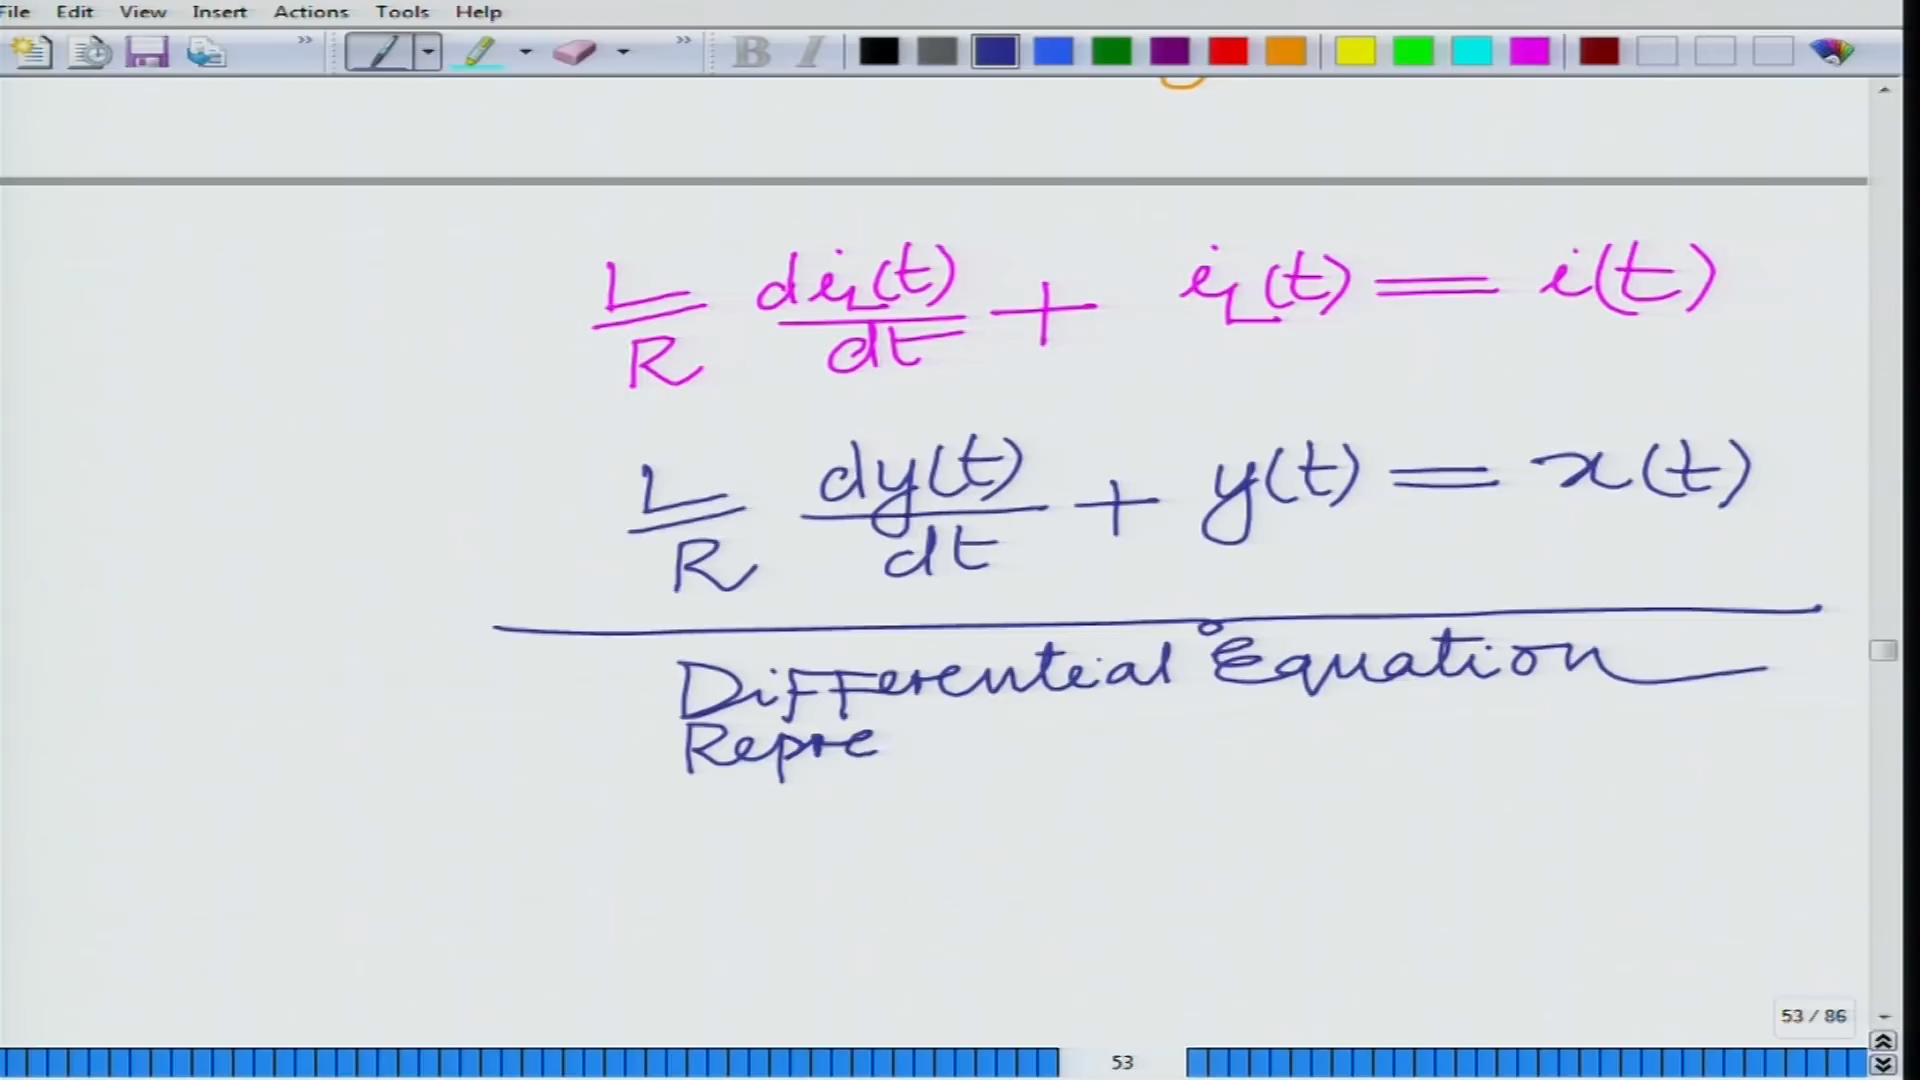 File Edit View Insert Actions Tools Help
» B I »
L/R di_L(t)/dt + i_L(t) = i(t)
L/R dy(t)/dt + y(t) = x(t)
Differential Equation
Repre
53 / 86
53